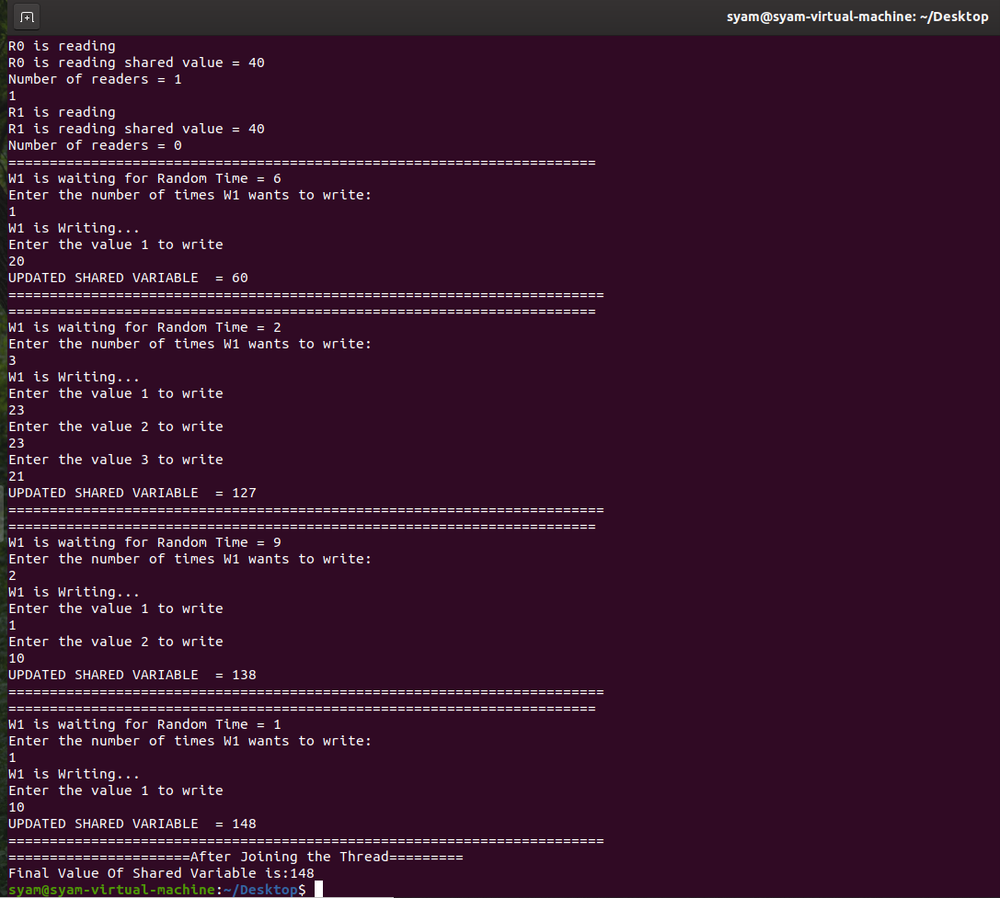 syam@syam-virtual-machine: ~/Desktop
R0 is reading
R0 is reading shared value = 40
Number of readers = 1
1
R1 is reading
R1 is reading shared value = 40
Number of readers = 0
=======================================================================
W1 is waiting for Random Time = 6
Enter the number of times W1 wants to write:
1
W1 is Writing...
Enter the value 1 to write
20
UPDATED SHARED VARIABLE  = 60
========================================================================
=======================================================================
W1 is waiting for Random Time = 2
Enter the number of times W1 wants to write:
3
W1 is Writing...
Enter the value 1 to write
23
Enter the value 2 to write
23
Enter the value 3 to write
21
UPDATED SHARED VARIABLE  = 127
========================================================================
=======================================================================
W1 is waiting for Random Time = 9
Enter the number of times W1 wants to write:
2
W1 is Writing...
Enter the value 1 to write
1
Enter the value 2 to write
10
UPDATED SHARED VARIABLE  = 138
========================================================================
=======================================================================
W1 is waiting for Random Time = 1
Enter the number of times W1 wants to write:
1
W1 is Writing...
Enter the value 1 to write
10
UPDATED SHARED VARIABLE  = 148
========================================================================
======================After Joining the Thread=========
Final Value Of Shared Variable is:148
syam@syam-virtual-machine:~/Desktop$